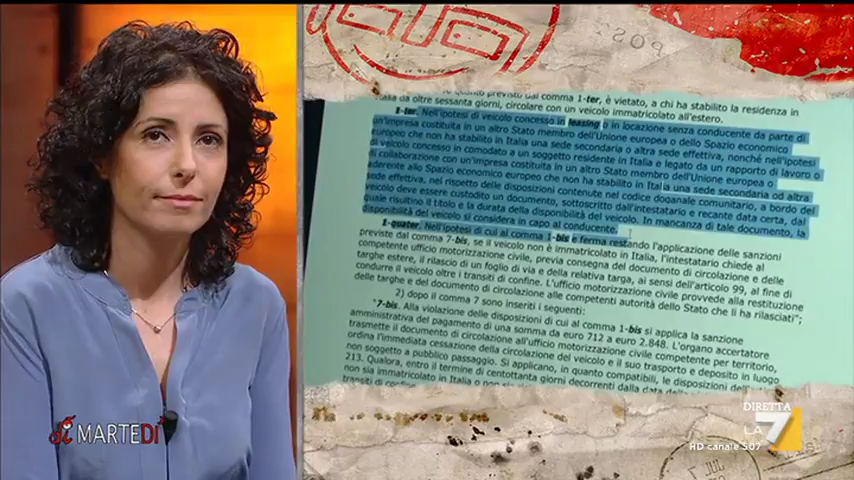 le quanto previsto dal comma 1-ter, è vietato, a chi ha stabilito la residenza in
Italia da oltre sessanta giorni, circolare con un veicolo immatricolato all'estero.
1-ter. Nell'ipotesi di veicolo concesso in leasing o in locazione senza conducente da parte di
un'impresa costituita in un altro Stato membro dell'Unione europea o dello Spazio economico
europeo che non ha stabilito in Italia una sede secondaria o altra sede effettiva, nonché nell'ipotesi
di veicolo concesso in comodato a un soggetto residente in Italia e legato da un rapporto di lavoro o
di collaborazione con un'impresa costituita in un altro Stato membro dell'Unione europea o
aderente allo Spazio economico europeo che non ha stabilito in Italia una sede secondaria od altra
sede effettiva, nel rispetto delle disposizioni contenute nel codice doganale comunitario, a bordo del
veicolo deve essere custodito un documento, sottoscritto dall'intestatario e recante data certa, dal
quale risultino il titolo e la durata della disponibilità del veicolo. In mancanza di tale documento, la
disponibilità del veicolo si considera in capo al conducente.
1-quater. Nell'ipotesi di cui al comma 1-bis e ferma restando l'applicazione delle sanzioni
previste dal comma 7-bis, se il veicolo non è immatricolato in Italia, l'intestatario chiede al
competente ufficio motorizzazione civile, previa consegna del documento di circolazione e delle
targhe estere, il rilascio di un foglio di via e della relativa targa, ai sensi dell'articolo 99, al fine di
condurre il veicolo oltre i transiti di confine. L'ufficio motorizzazione civile provvede alla restituzione
delle targhe e del documento di circolazione alle competenti autorità dello Stato che li ha rilasciati";
2) dopo il comma 7 sono inseriti i seguenti:
"7-bis. Alla violazione delle disposizioni di cui al comma 1-bis si applica la sanzione
amministrativa del pagamento di una somma da euro 712 a euro 2.848. L'organo accertatore
trasmette il documento di circolazione all'ufficio motorizzazione civile competente per territorio,
ordina l'immediata cessazione della circolazione del veicolo e il suo trasporto e deposito in luogo
non soggetto a pubblico passaggio. Si applicano, in quanto compatibili, le disposizioni dell'
213. Qualora, entro il termine di centottanta giorni decorrenti dalla data
non sia immatricolato in Italia o non sia
transiti di confine
di MARTEDÌ
DIRETTA
LA 7
HD canale 507